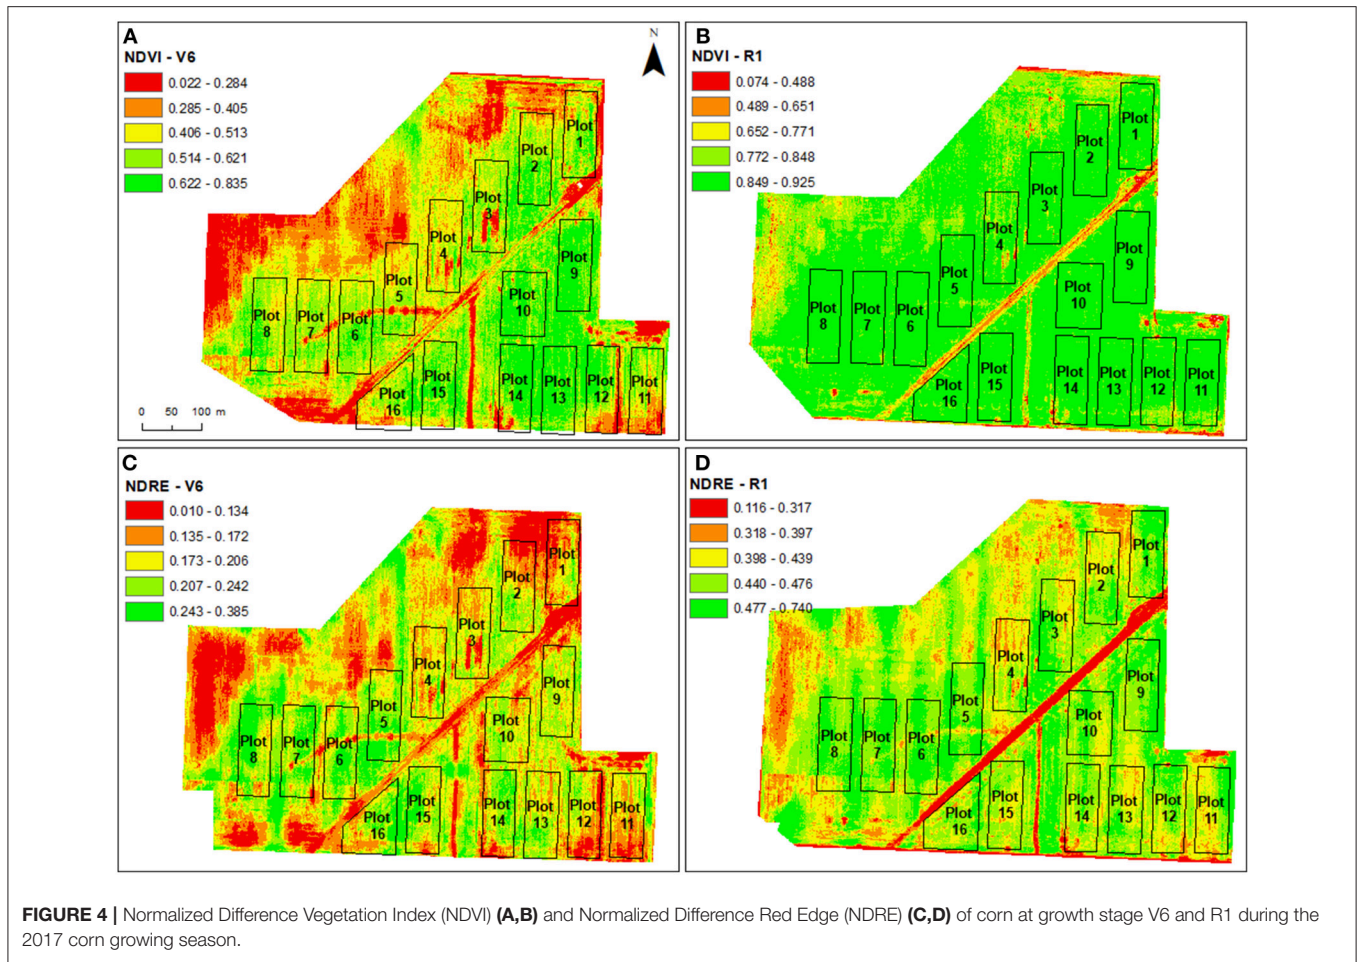 A
NDVI - V6
0.022 - 0.284
0.285 - 0.405
0.406 - 0.513
0.514 - 0.621
0.622 - 0.835
N
Plot 1
Plot 2
Plot 3
Plot 4
Plot 5
Plot 6
Plot 7
Plot 8
Plot 9
Plot 10
Plot 11
Plot 12
Plot 13
Plot 14
Plot 15
Plot 16
0 50 100 m
B
NDVI - R1
0.074 - 0.488
0.489 - 0.651
0.652 - 0.771
0.772 - 0.848
0.849 - 0.925
Plot 1
Plot 2
Plot 3
Plot 4
Plot 5
Plot 6
Plot 7
Plot 8
Plot 9
Plot 10
Plot 11
Plot 12
Plot 13
Plot 14
Plot 15
Plot 16
C
NDRE - V6
0.010 - 0.134
0.135 - 0.172
0.173 - 0.206
0.207 - 0.242
0.243 - 0.385
Plot 1
Plot 2
Plot 3
Plot 4
Plot 5
Plot 6
Plot 7
Plot 8
Plot 9
Plot 10
Plot 11
Plot 12
Plot 13
Plot 14
Plot 15
Plot 16
D
NDRE - R1
0.116 - 0.317
0.318 - 0.397
0.398 - 0.439
0.440 - 0.476
0.477 - 0.740
Plot 1
Plot 2
Plot 3
Plot 4
Plot 5
Plot 6
Plot 7
Plot 8
Plot 9
Plot 10
Plot 11
Plot 12
Plot 13
Plot 14
Plot 15
Plot 16
FIGURE 4 | Normalized Difference Vegetation Index (NDVI) (A,B) and Normalized Difference Red Edge (NDRE) (C,D) of corn at growth stage V6 and R1 during the
2017 corn growing season.